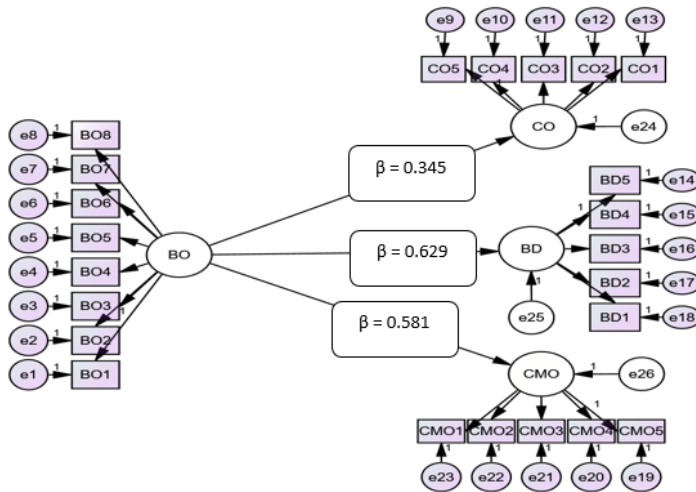 e9 e10 e11 e12 e13
1 1 1 1 1
CO5 CO4 CO3 CO2 CO1
CO 1 e24
e8 1 BO8
e7 1 BO7
e6 1 BO6
e5 1 BO5
e4 1 BO4
e3 1 BO3
1
e2 1 BO2
e1 1 BO1
BO
β = 0.345
β = 0.629
β = 0.581
BD5 1 e14
1 BD4 1 e15
BD BD3 1 e16
BD2 1 e17
BD1 1 e18
1
e25
CMO 1 e26
1
CMO1 CMO2 CMO3 CMO4 CMO5
1 1 1 1 1
e23 e22 e21 e20 e19